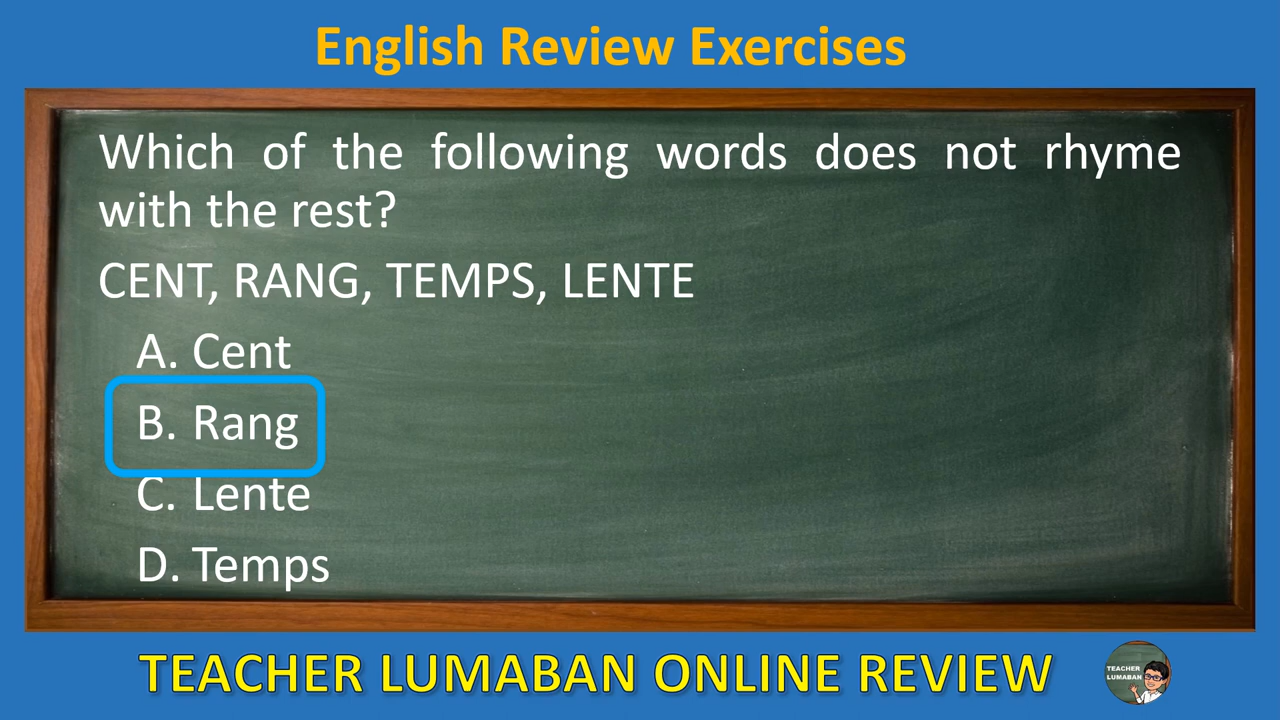 English Review Exercises
Which of the following words does not rhyme
with the rest?
CENT, RANG, TEMPS, LENTE
A. Cent
B. Rang
C. Lente
D. Temps
TEACHER LUMABAN ONLINE REVIEW
TEACHER
LUMABAN